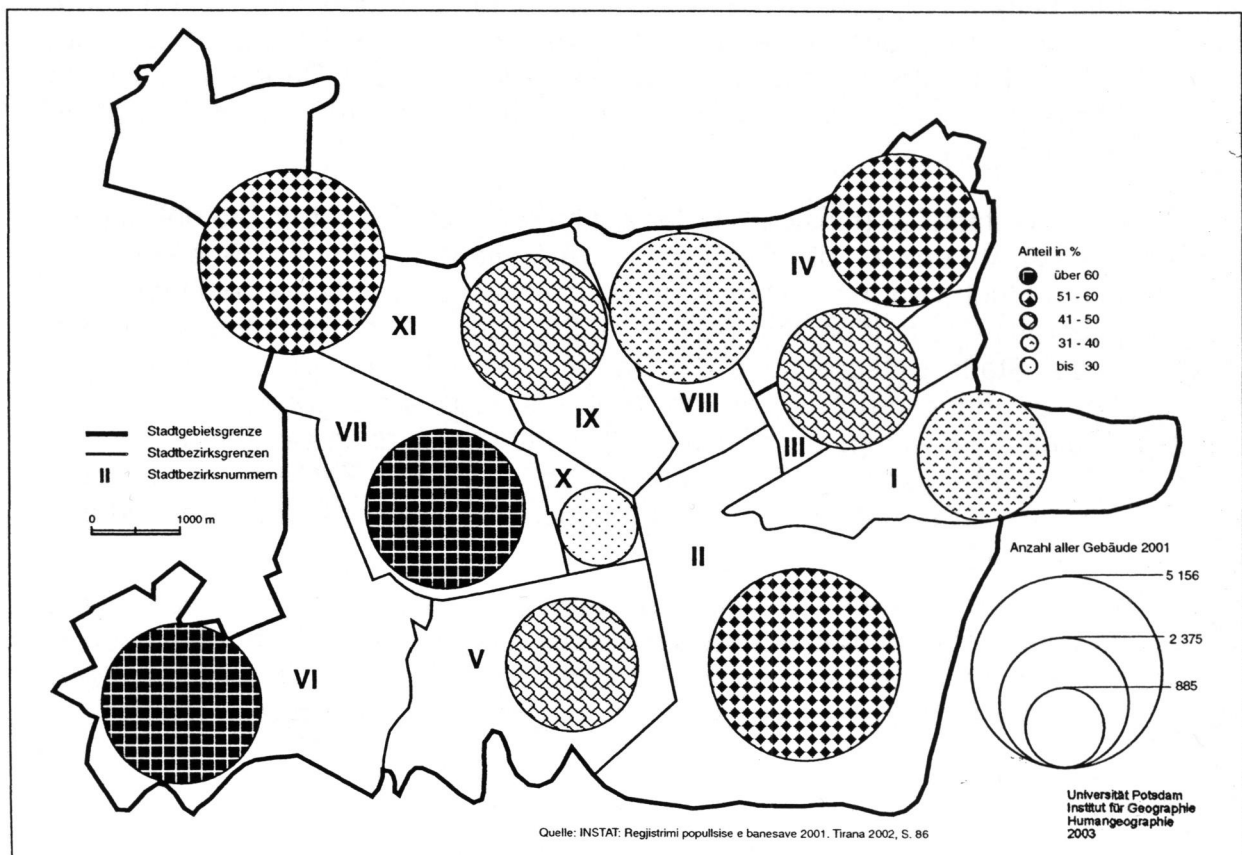 IV
XI
IX
VIII
VII
III
X
I
II
V
VI
Anteil in %
über 60
51 - 60
41 - 50
31 - 40
bis 30
Stadtgebietsgrenze
Stadtbezirksgrenzen
II Stadtbezirksnummern
0 1000 m
Anzahl aller Gebäude 2001
5 156
2 375
885
Universität Potsdam
Institut für Geographie
Humangeographie
2003
Quelle: INSTAT: Regjistrimi popullsise e banesave 2001. Tirana 2002, S. 86